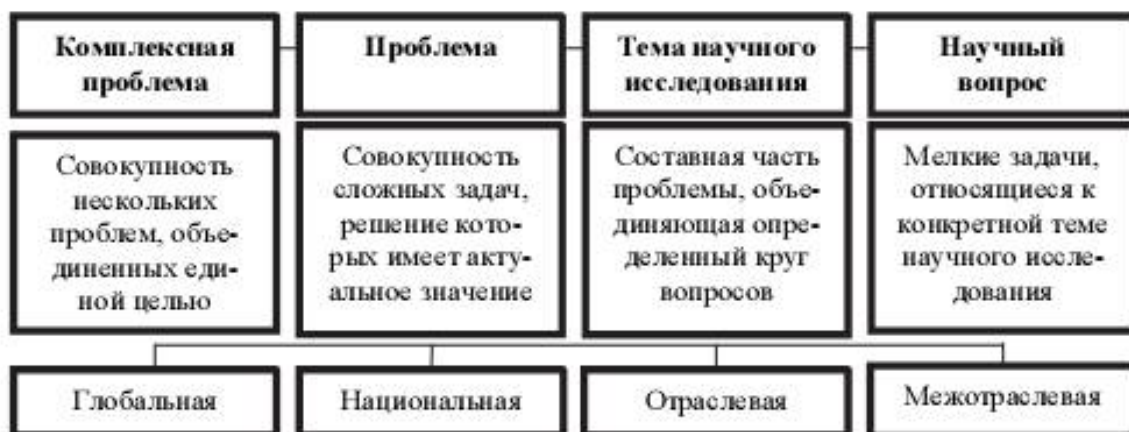 Комплексная
проблема
Проблема
Тема научного
исследования
Научный
вопрос
Совокупность
нескольких
проблем, объе-
диненных еди-
ной целью
Совокупность
сложных задач,
решение кото-
рых имеет акту-
альное значение
Составная часть
проблемы, объе-
диняющая опре-
деленный круг
вопросов
Мелкие задачи,
относящиеся к
конкретной теме
научного иссле-
дования
Глобальная
Национальная
Отраслевая
Межотраслевая